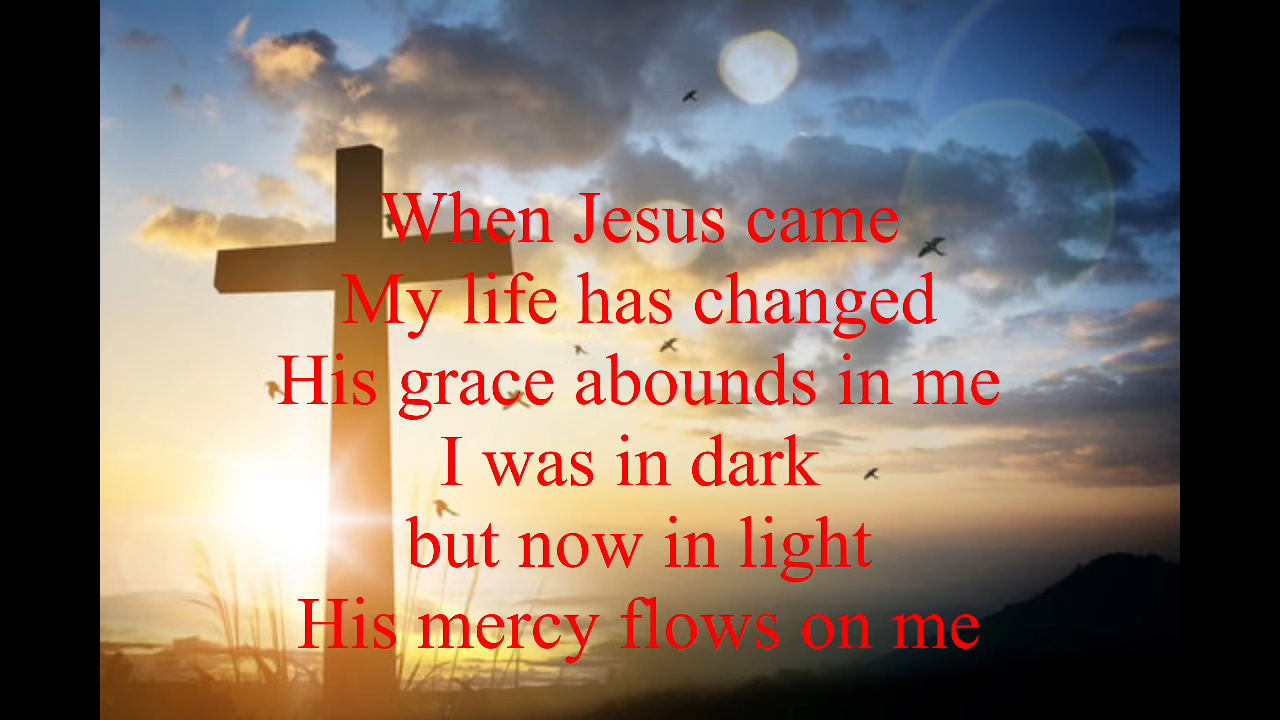 When Jesus came
My life has changed
His grace abounds in me
I was in dark
but now in light
His mercy flows on me